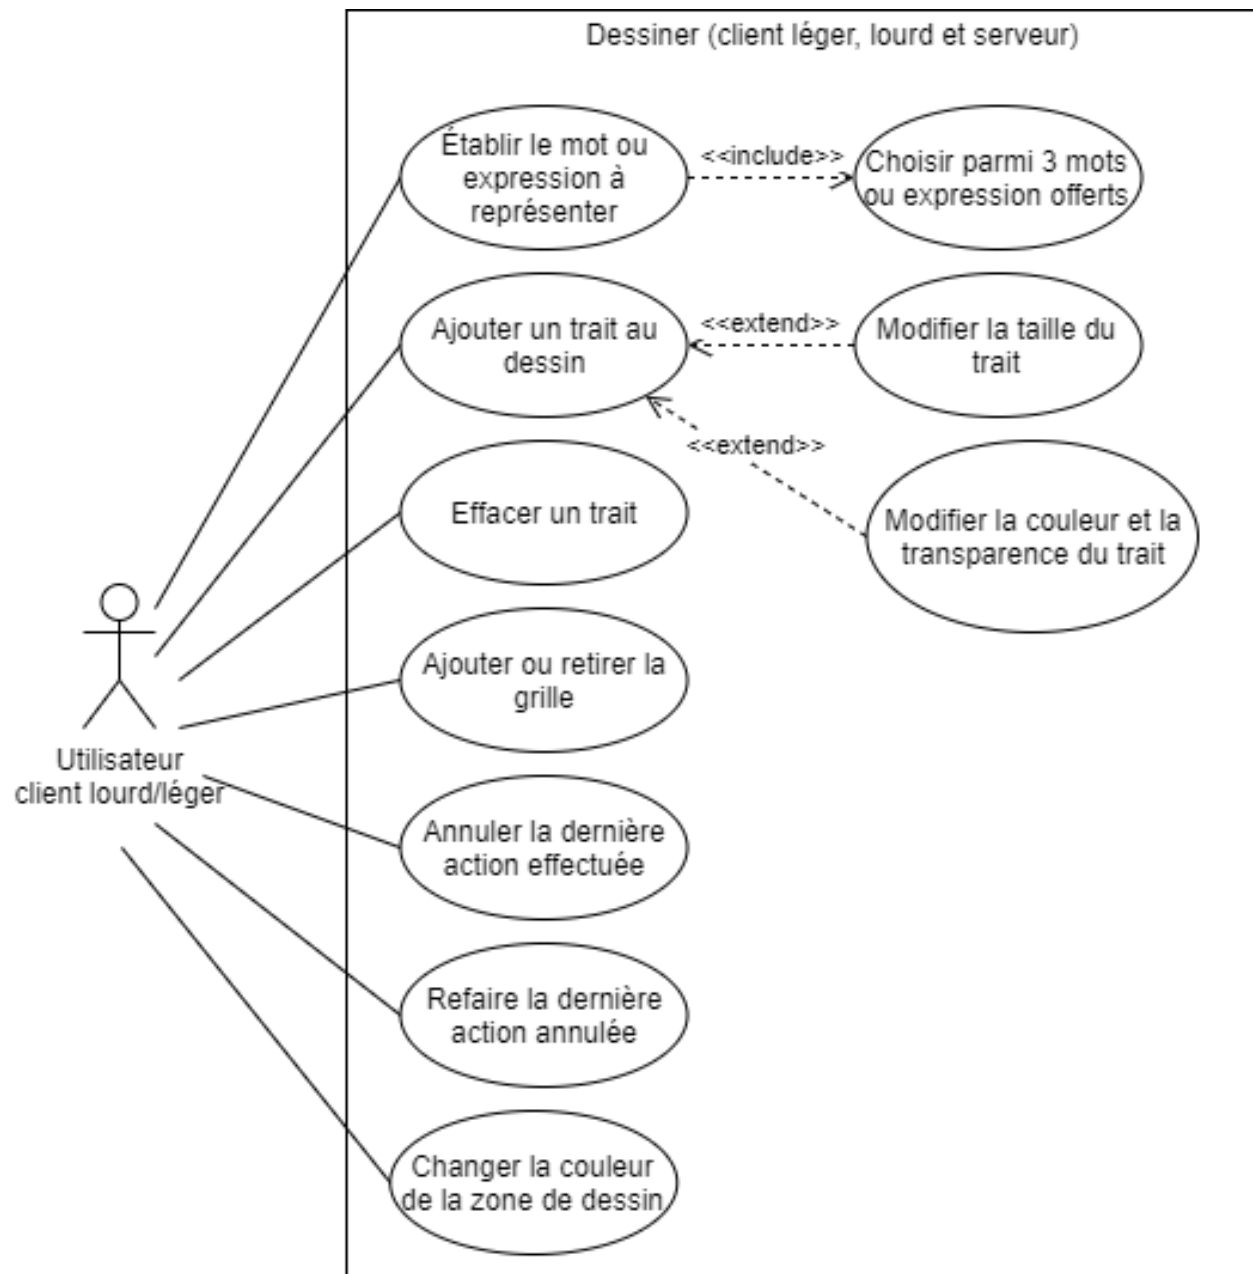 Dessiner (client léger, lourd et serveur)
Établir le mot ou
expression à
représenter
<<include>>
Choisir parmi 3 mots
ou expression offerts
Ajouter un trait au
dessin
<<extend>>
Modifier la taille du
trait
<<extend>>
Modifier la couleur et la
transparence du trait
Effacer un trait
Ajouter ou retirer la
grille
Utilisateur
client lourd/léger
Annuler la dernière
action effectuée
Refaire la dernière
action annulée
Changer la couleur
de la zone de dessin